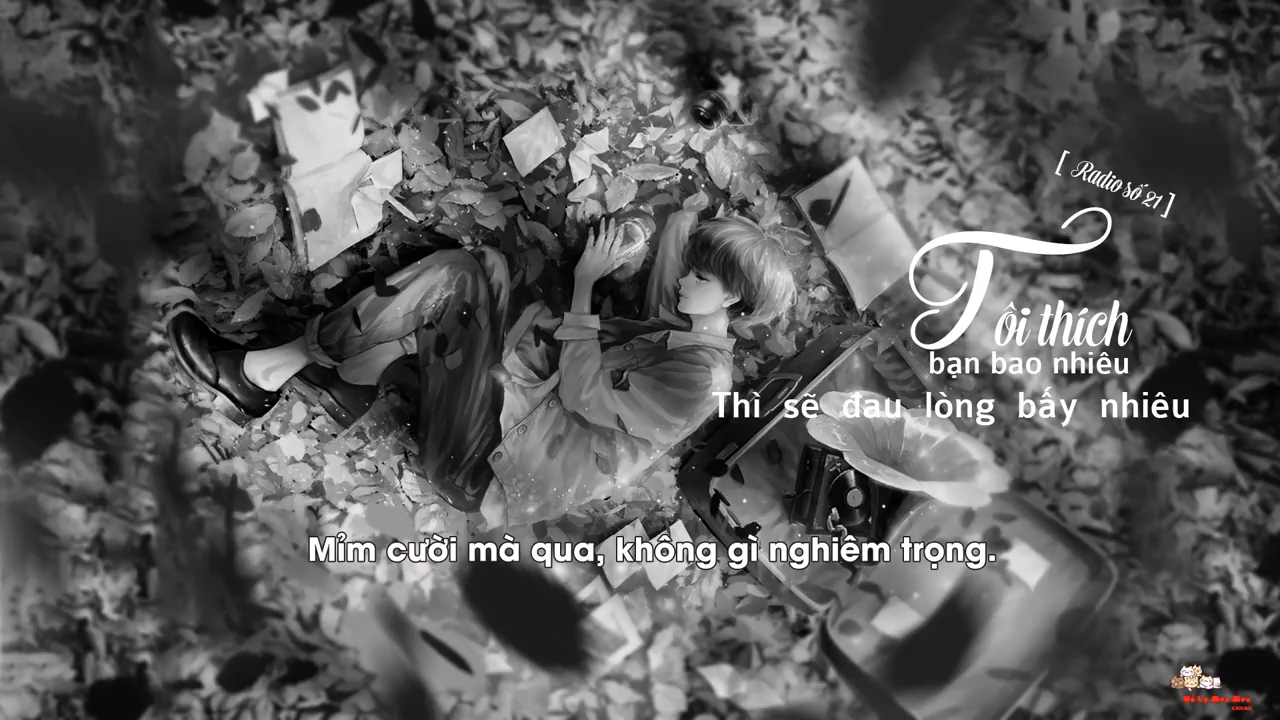 [ Radio số 21 ]
Tôi thích
bạn bao nhiêu
Thì sẽ đau lòng bấy nhiêu
Mỉm cười mà qua, không gì nghiêm trọng.